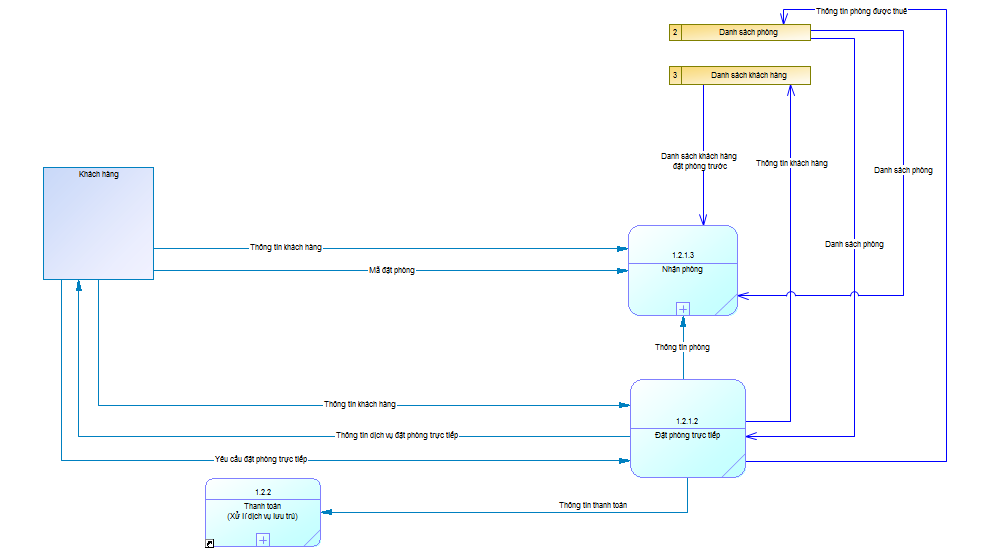 Thông tin phòng được thuê
2 Danh sách phòng
3 Danh sách khách hàng
Danh sách khách hàng
đặt phòng trước
Thông tin khách hàng
Danh sách phòng
Khách hàng
Danh sách phòng
Thông tin khách hàng
1.2.1.3
Nhận phòng
Mã đặt phòng
Thông tin phòng
Thông tin khách hàng
1.2.1.2
Đặt phòng trực tiếp
Thông tin dịch vụ đặt phòng trực tiếp
Yêu cầu đặt phòng trực tiếp
1.2.2
Thanh toán
(Xử lí dịch vụ lưu trú)
Thông tin thanh toán